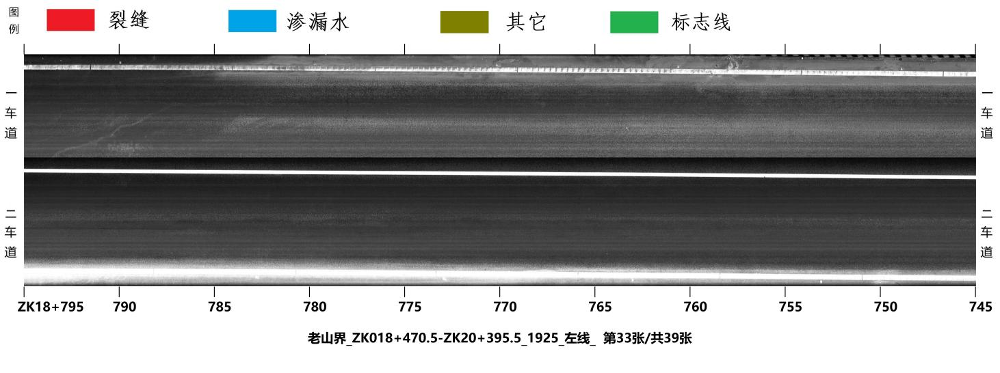 图例
裂缝
渗漏水
其它
标志线
一车道
一车道
二车道
二车道
ZK18+795 790 785 780 775 770 765 760 755 750 745
老山界_ZK018+470.5-ZK20+395.5_1925_左线_ 第33张/共39张